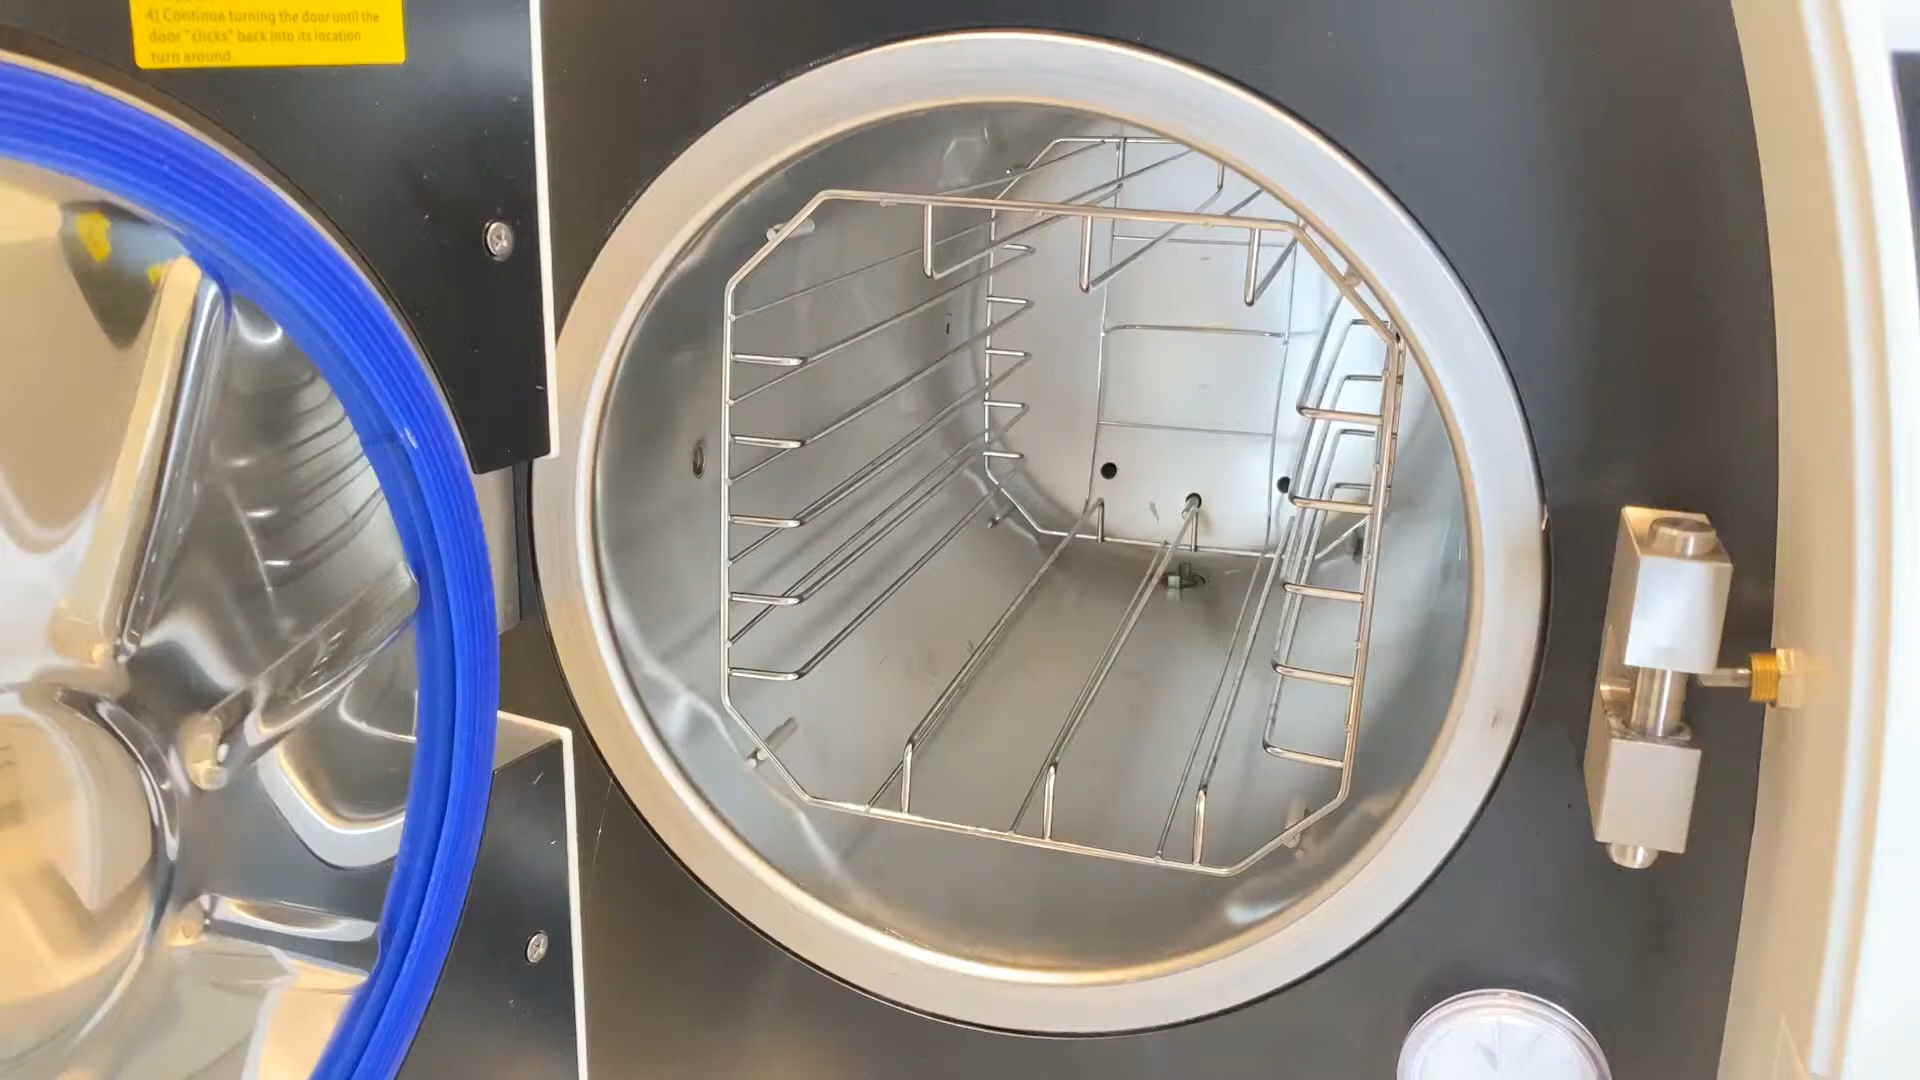 4) Continue turning the door until the
door "clicks" back into its location
turn around